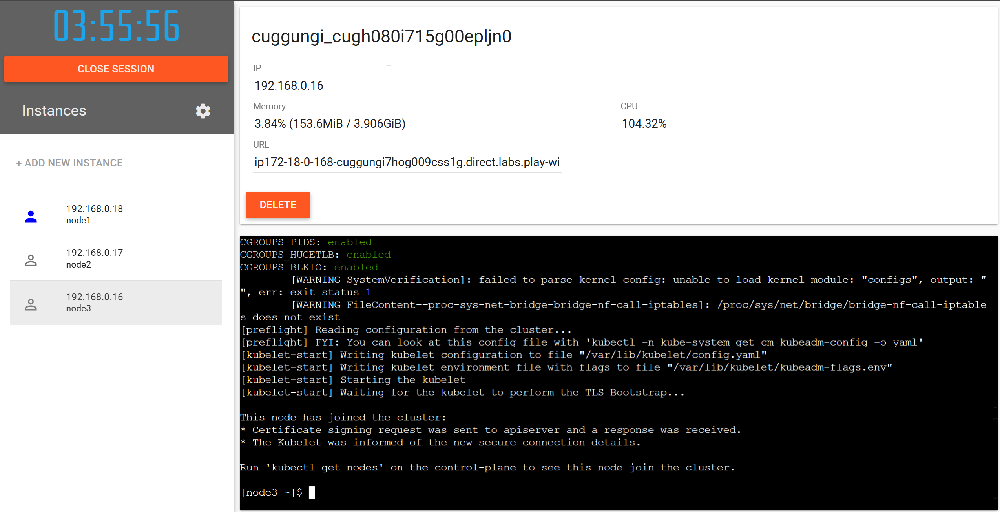 03:55:56
CLOSE SESSION
Instances
+ ADD NEW INSTANCE
192.168.0.18
node1
192.168.0.17
node2
192.168.0.16
node3
cuggungi_cugh080i715g00epljn0
IP
192.168.0.16
Memory
3.84% (153.6MiB / 3.906GiB)
CPU
104.32%
URL
ip172-18-0-168-cuggungi7hog009css1g.direct.labs.play-wi
DELETE
CGROUPS_PIDS: enabled
CGROUPS_HUGETLB: enabled
CGROUPS_BLKIO: enabled
[WARNING SystemVerification]: failed to parse kernel config: unable to load kernel module: "configs", output: "
", err: exit status 1
[WARNING FileContent--proc-sys-net-bridge-bridge-nf-call-iptables]: /proc/sys/net/bridge/bridge-nf-call-iptable
s does not exist
[preflight] Reading configuration from the cluster...
[preflight] FYI: You can look at this config file with 'kubectl -n kube-system get cm kubeadm-config -o yaml'
[kubelet-start] Writing kubelet configuration to file "/var/lib/kubelet/config.yaml"
[kubelet-start] Writing kubelet environment file with flags to file "/var/lib/kubelet/kubeadm-flags.env"
[kubelet-start] Starting the kubelet
[kubelet-start] Waiting for the kubelet to perform the TLS Bootstrap...
This node has joined the cluster:
* Certificate signing request was sent to apiserver and a response was received.
* The Kubelet was informed of the new secure connection details.
Run 'kubectl get nodes' on the control-plane to see this node join the cluster.
[node3 ~]$